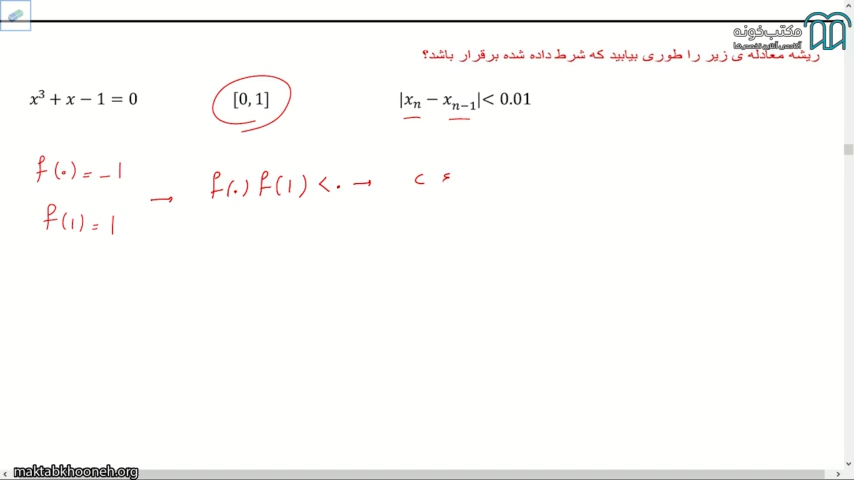 مکتب‌خونه
ریشه معادله ی زیر را طوری بیابید که شرط داده شده برقرار باشد؟
x³ + x − 1 = 0 [0, 1] |xₙ − xₙ₋₁| < 0.01
f(0) = −1
f(1) = 1
→ f(0) f(1) < 0 → c
maktabkhooneh.org